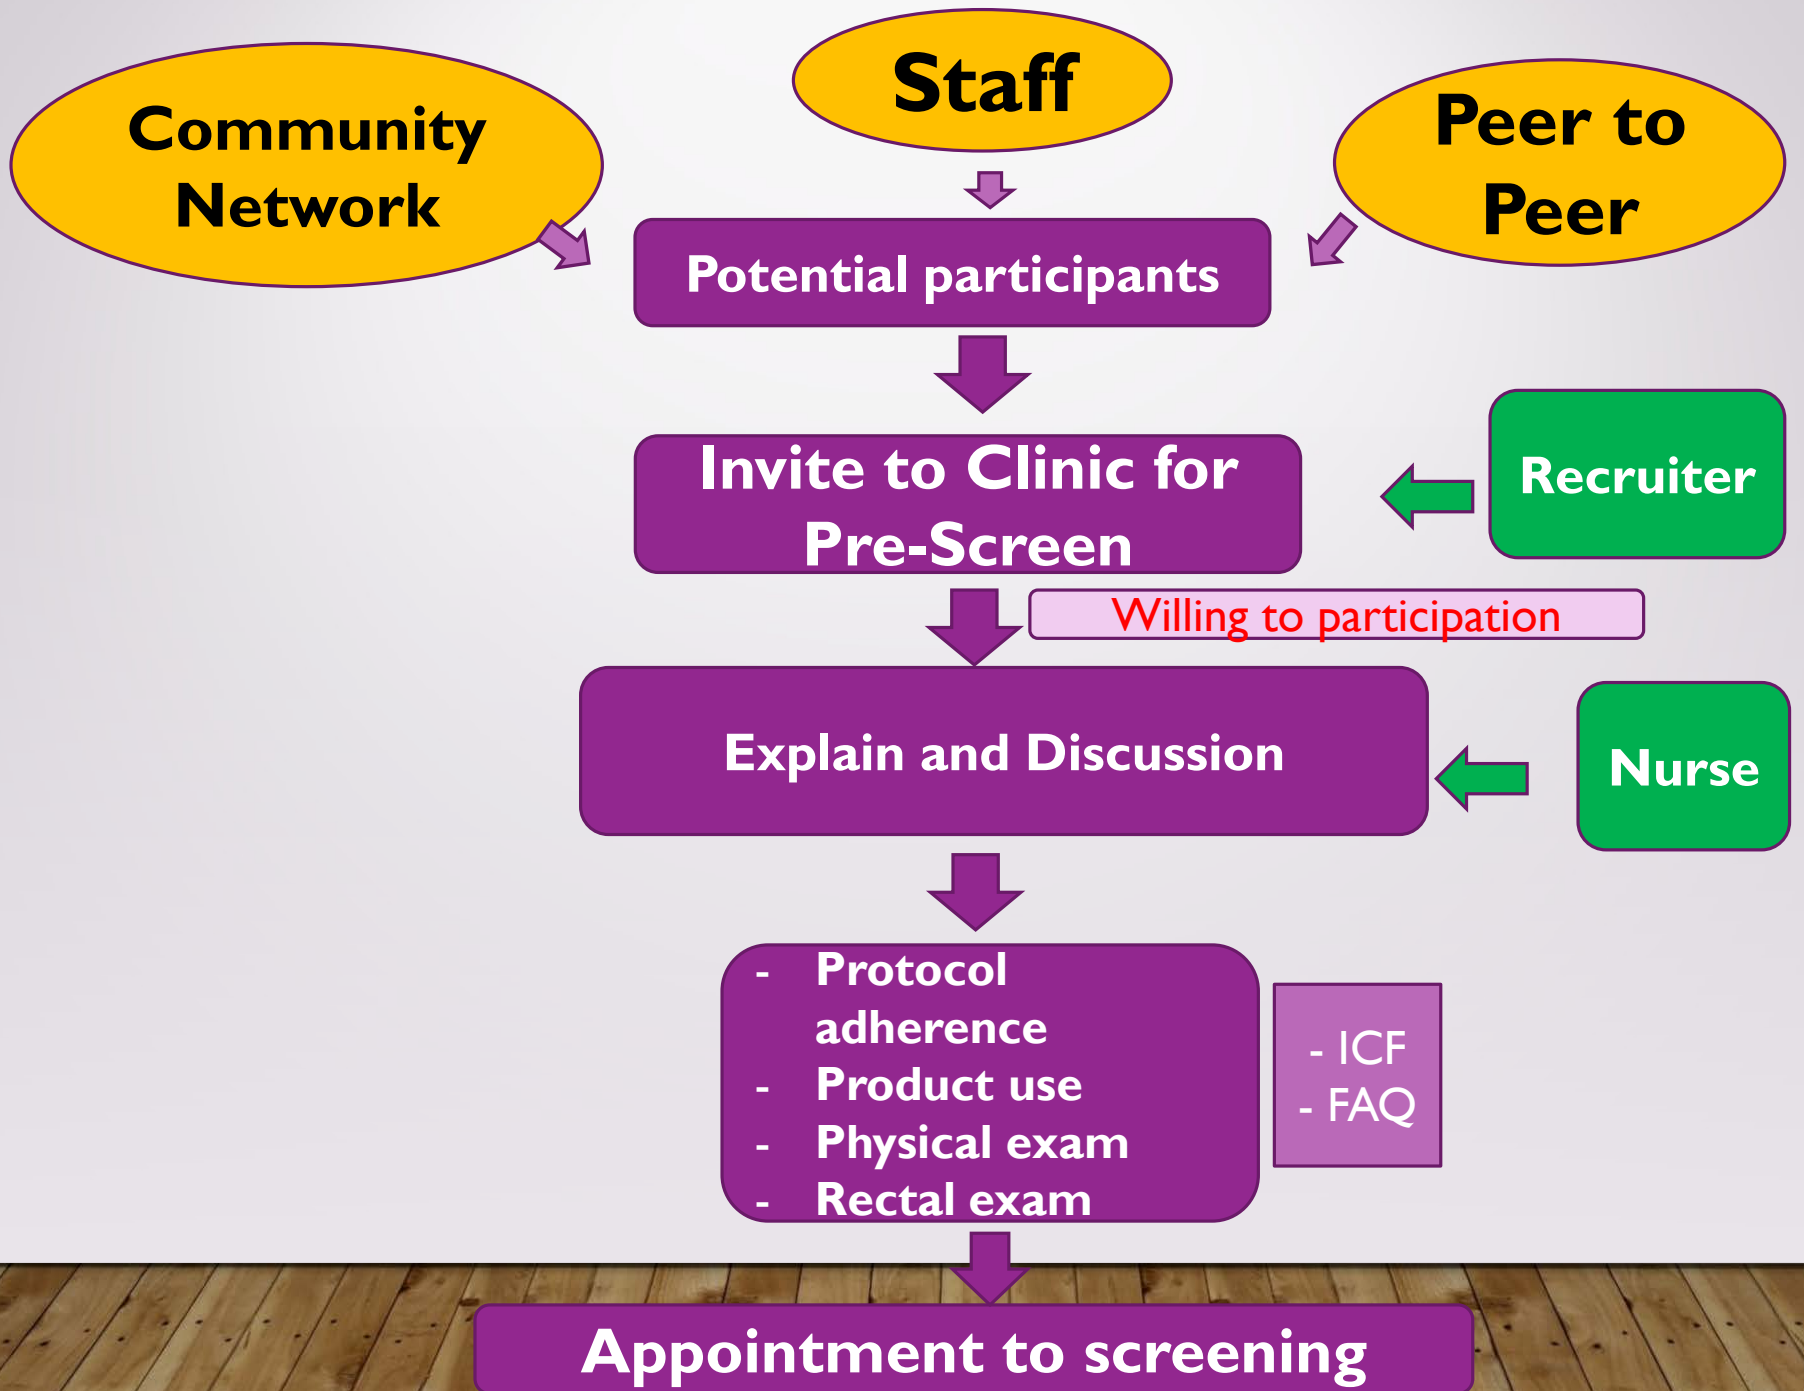 Community
Network
Staff
Peer to
Peer
Potential participants
Invite to Clinic for
Pre-Screen
Recruiter
Willing to participation
Explain and Discussion
Nurse
- Protocol
adherence
- Product use
- Physical exam
- Rectal exam
- ICF
- FAQ
Appointment to screening